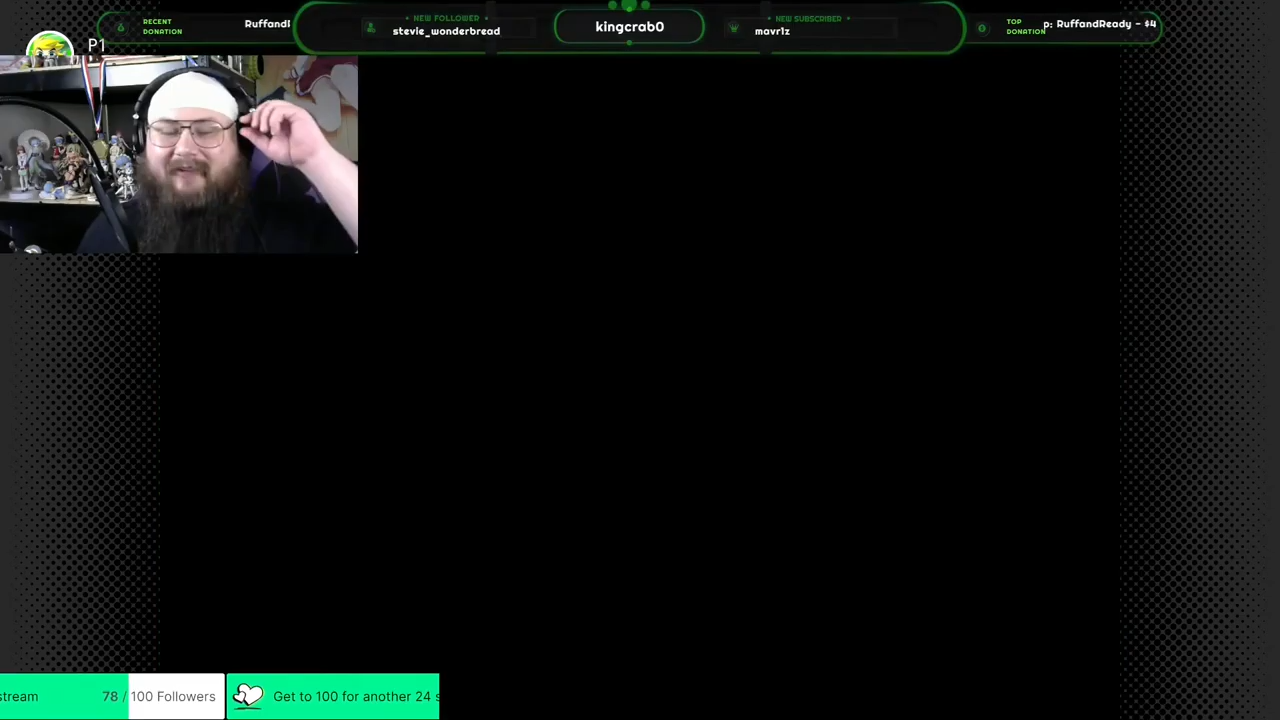 RECENT
DONATION
RuffandR
NEW FOLLOWER
stevie_wonderbread
kingcrab0
NEW SUBSCRIBER
mavr1z
TOP
DONATION
p: RuffandReady - $4
P1
stream
78 / 100 Followers
Get to 100 for another 24 s